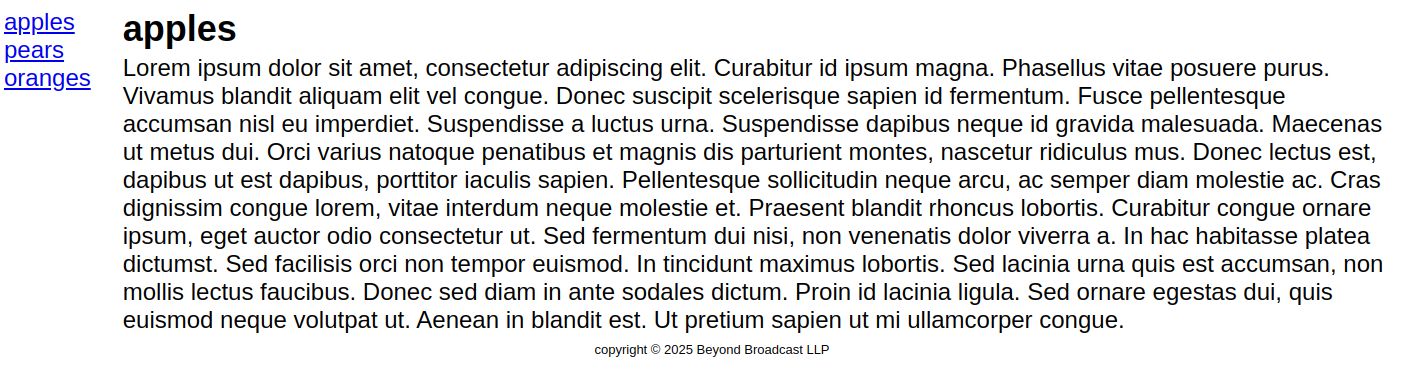 apples
pears
oranges
apples
Lorem ipsum dolor sit amet, consectetur adipiscing elit. Curabitur id ipsum magna. Phasellus vitae posuere purus.
Vivamus blandit aliquam elit vel congue. Donec suscipit scelerisque sapien id fermentum. Fusce pellentesque
accumsan nisl eu imperdiet. Suspendisse a luctus urna. Suspendisse dapibus neque id gravida malesuada. Maecenas
ut metus dui. Orci varius natoque penatibus et magnis dis parturient montes, nascetur ridiculus mus. Donec lectus est,
dapibus ut est dapibus, porttitor iaculis sapien. Pellentesque sollicitudin neque arcu, ac semper diam molestie ac. Cras
dignissim congue lorem, vitae interdum neque molestie et. Praesent blandit rhoncus lobortis. Curabitur congue ornare
ipsum, eget auctor odio consectetur ut. Sed fermentum dui nisi, non venenatis dolor viverra a. In hac habitasse platea
dictumst. Sed facilisis orci non tempor euismod. In tincidunt maximus lobortis. Sed lacinia urna quis est accumsan, non
mollis lectus faucibus. Donec sed diam in ante sodales dictum. Proin id lacinia ligula. Sed ornare egestas dui, quis
euismod neque volutpat ut. Aenean in blandit est. Ut pretium sapien ut mi ullamcorper congue.
copyright © 2025 Beyond Broadcast LLP